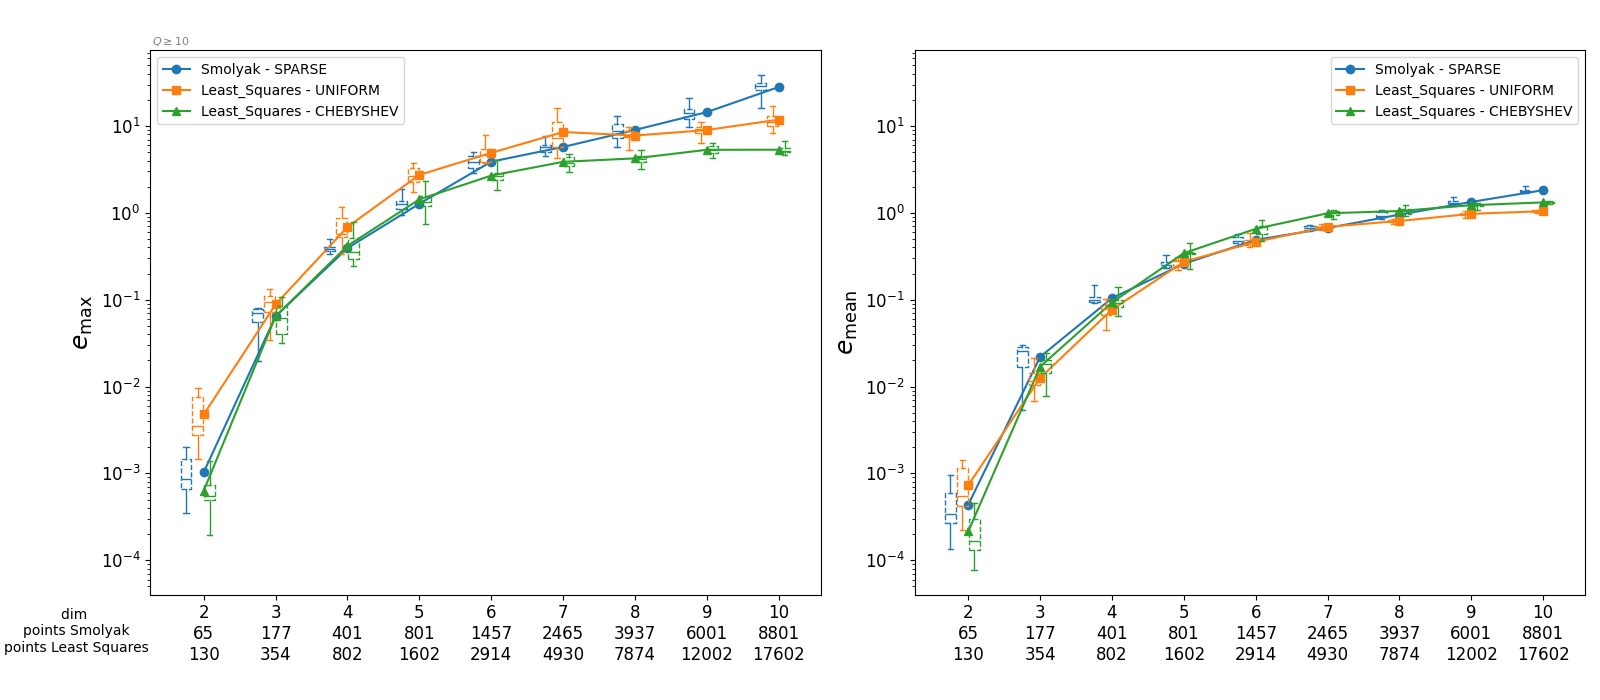 Q ≥ 10
Smolyak - SPARSE
Least_Squares - UNIFORM
Least_Squares - CHEBYSHEV
10¹
10⁰
10⁻¹
10⁻²
10⁻³
10⁻⁴
e_max
dim 2 3 4 5 6 7 8 9 10
points Smolyak 65 177 401 801 1457 2465 3937 6001 8801
points Least Squares 130 354 802 1602 2914 4930 7874 12002 17602
Smolyak - SPARSE
Least_Squares - UNIFORM
Least_Squares - CHEBYSHEV
10¹
10⁰
10⁻¹
10⁻²
10⁻³
10⁻⁴
e_mean
2 3 4 5 6 7 8 9 10
65 177 401 801 1457 2465 3937 6001 8801
130 354 802 1602 2914 4930 7874 12002 17602